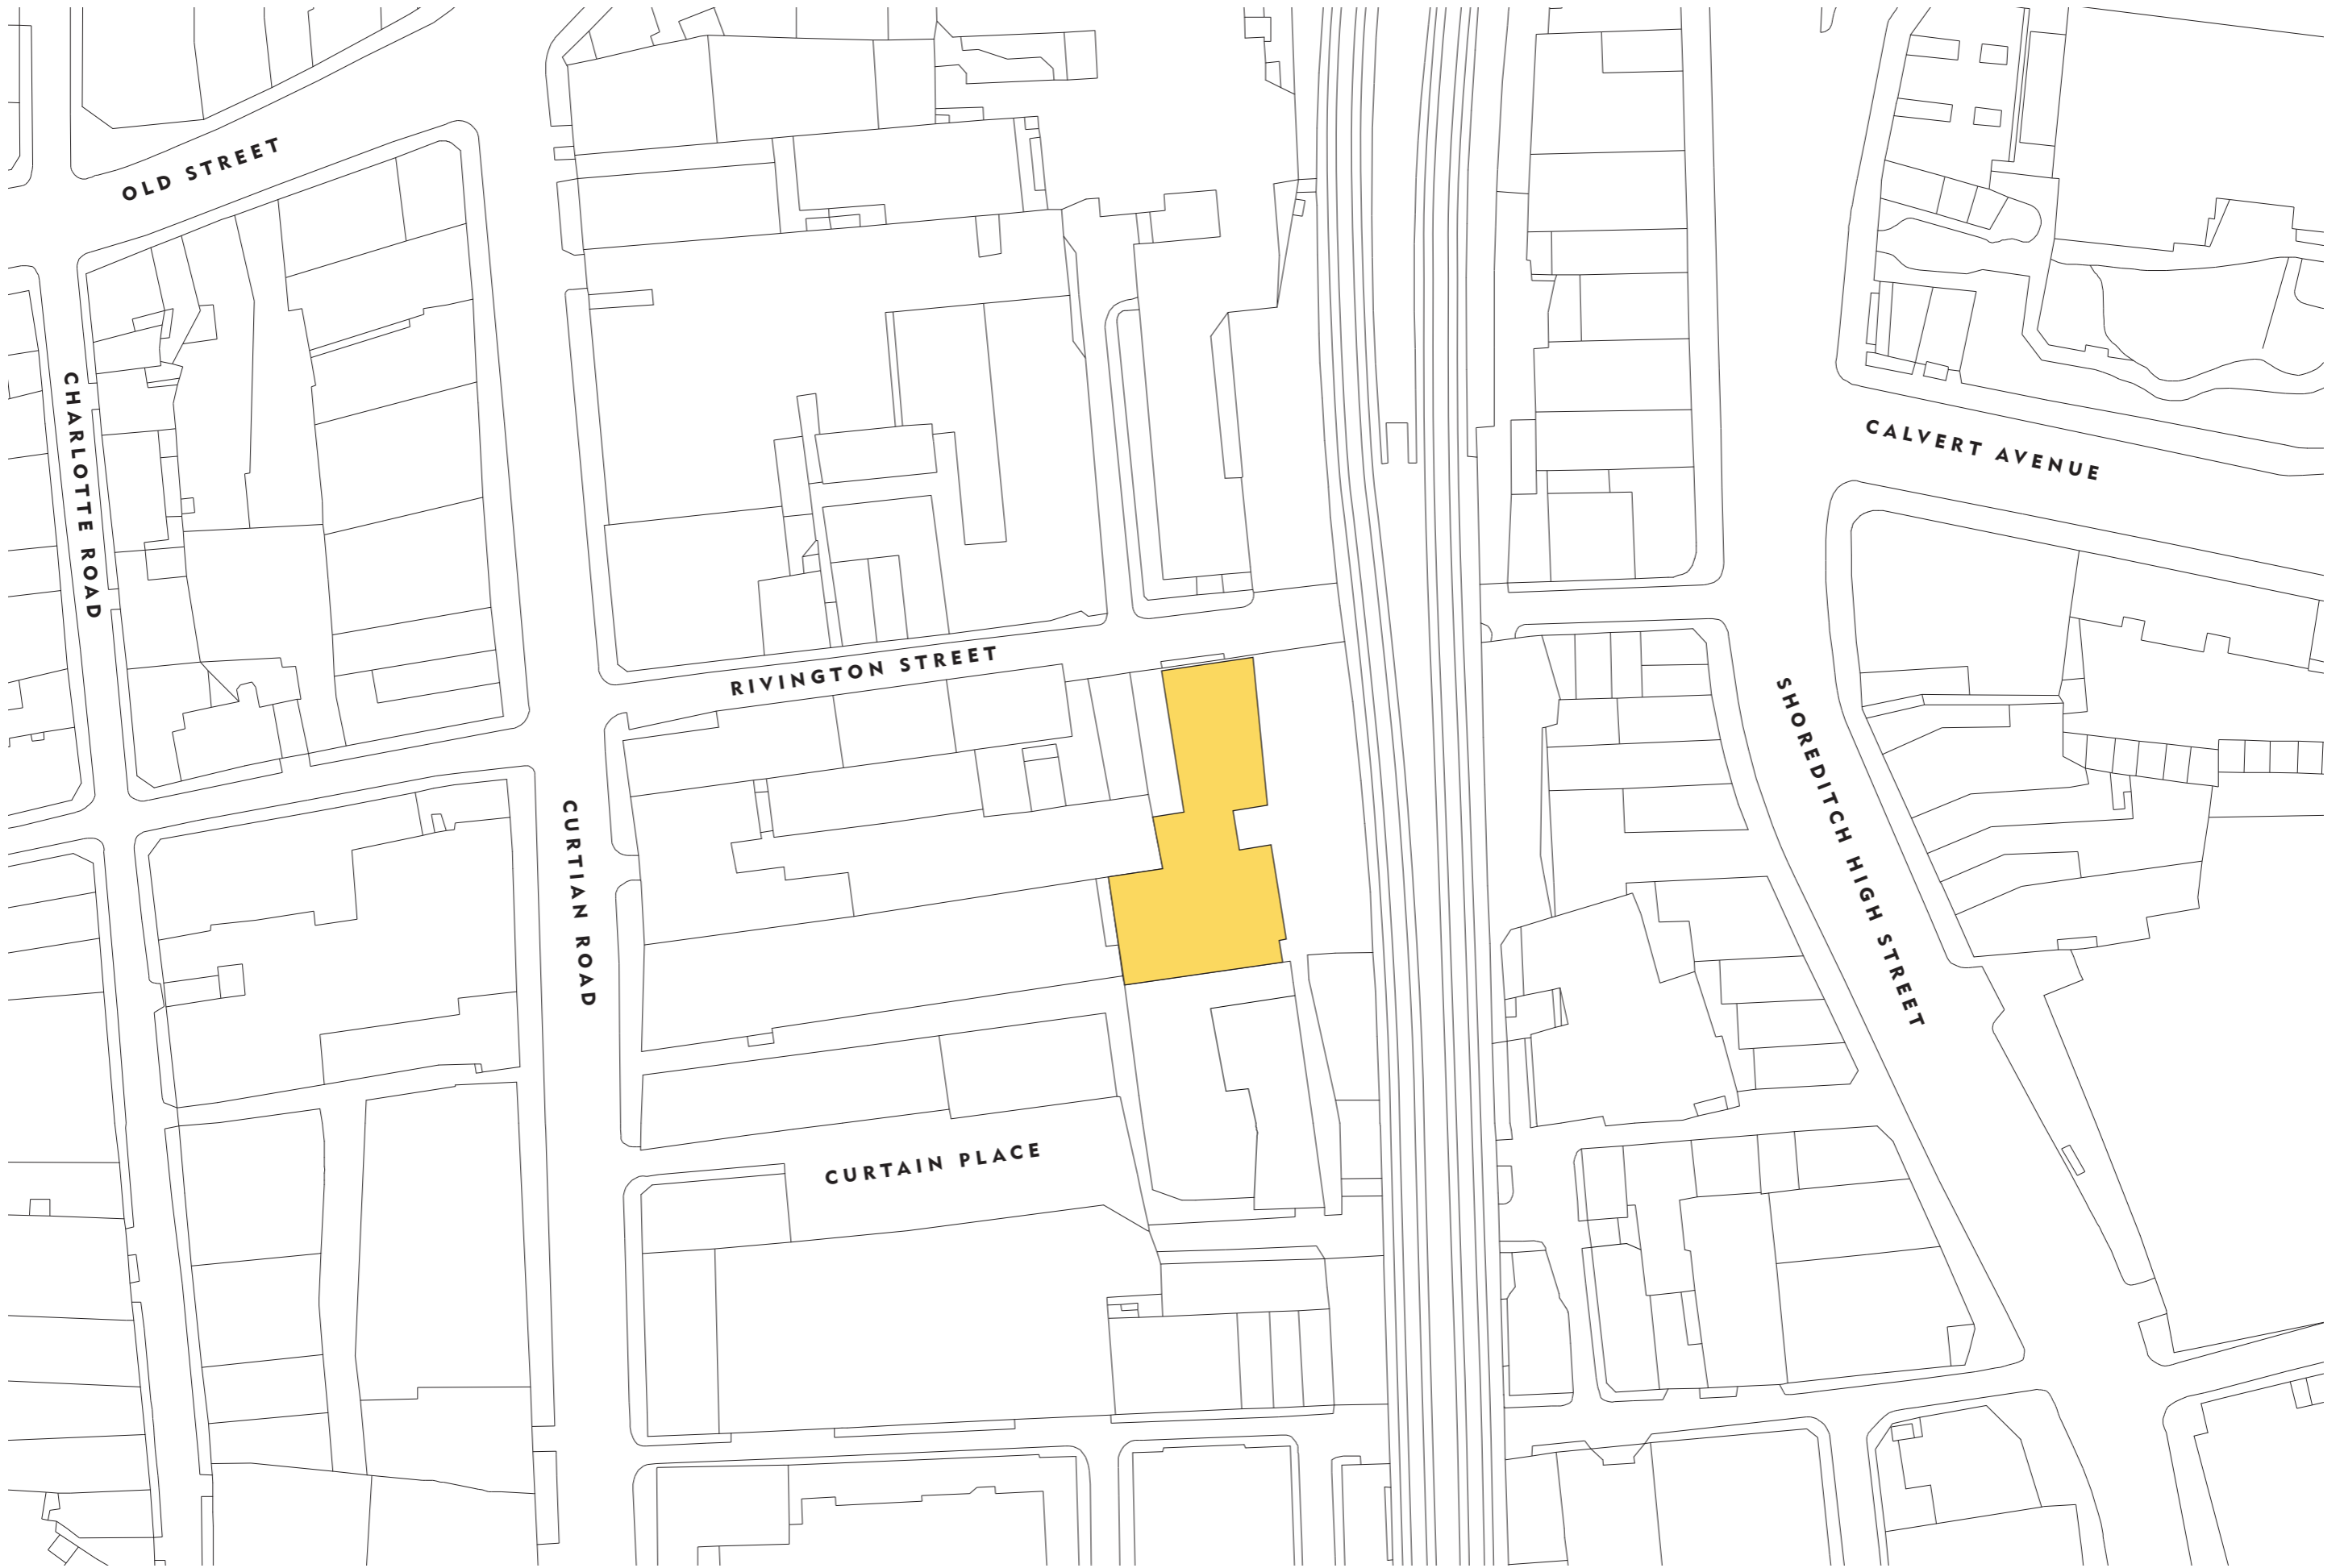 OLD STREET
CHARLOTTE ROAD
CALVERT AVENUE
RIVINGTON STREET
SHOREDITCH HIGH STREET
CURTIAN ROAD
CURTAIN PLACE